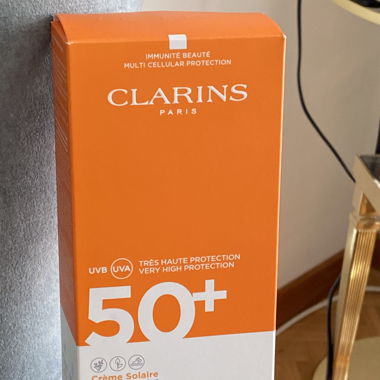 IMMUNITÉ BEAUTÉ
MULTI CELLULAR PROTECTION
CLARINS
PARIS
UVB UVA TRÈS HAUTE PROTECTION
VERY HIGH PROTECTION
50+
Crème Solaire